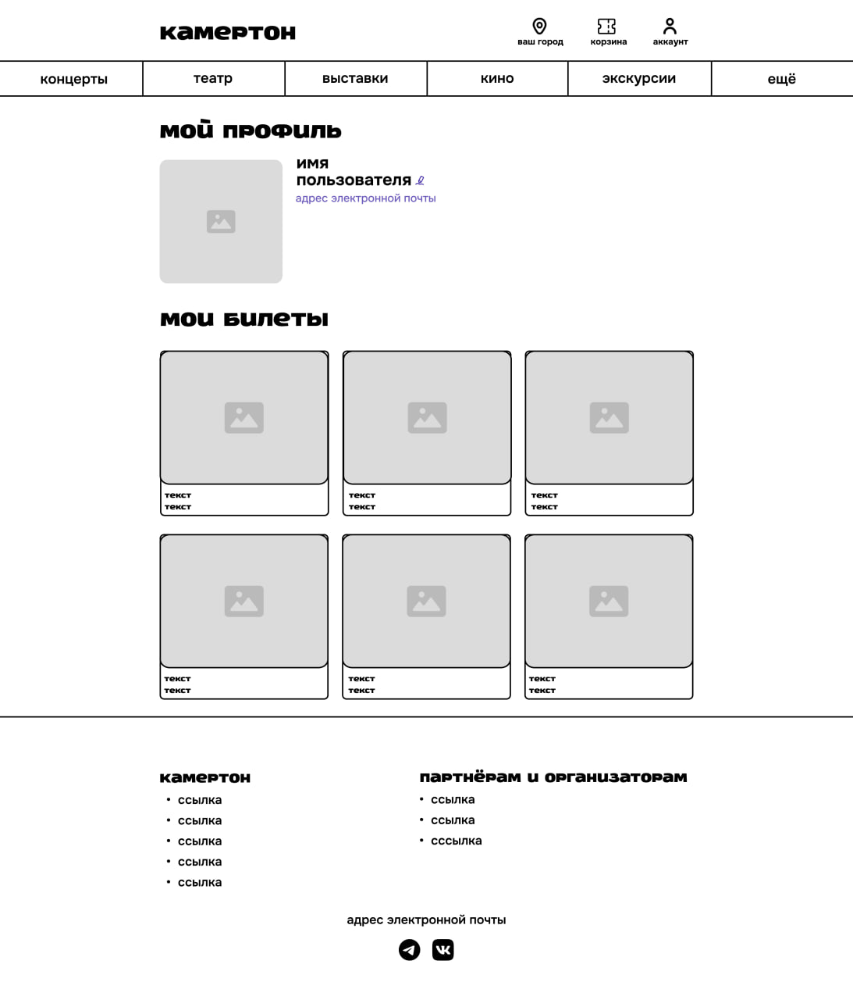 камертон
ваш город
корзина
аккаунт
концерты
театр
выставки
кино
экскурсии
ещё
мой профиль
имя
пользователя
адрес электронной почты
мои билеты
текст
текст
текст
текст
текст
текст
текст
текст
текст
текст
текст
текст
камертон
• ссылка
• ссылка
• ссылка
• ссылка
• ссылка
партнёрам и организаторам
• ссылка
• ссылка
• сссылка
адрес электронной почты